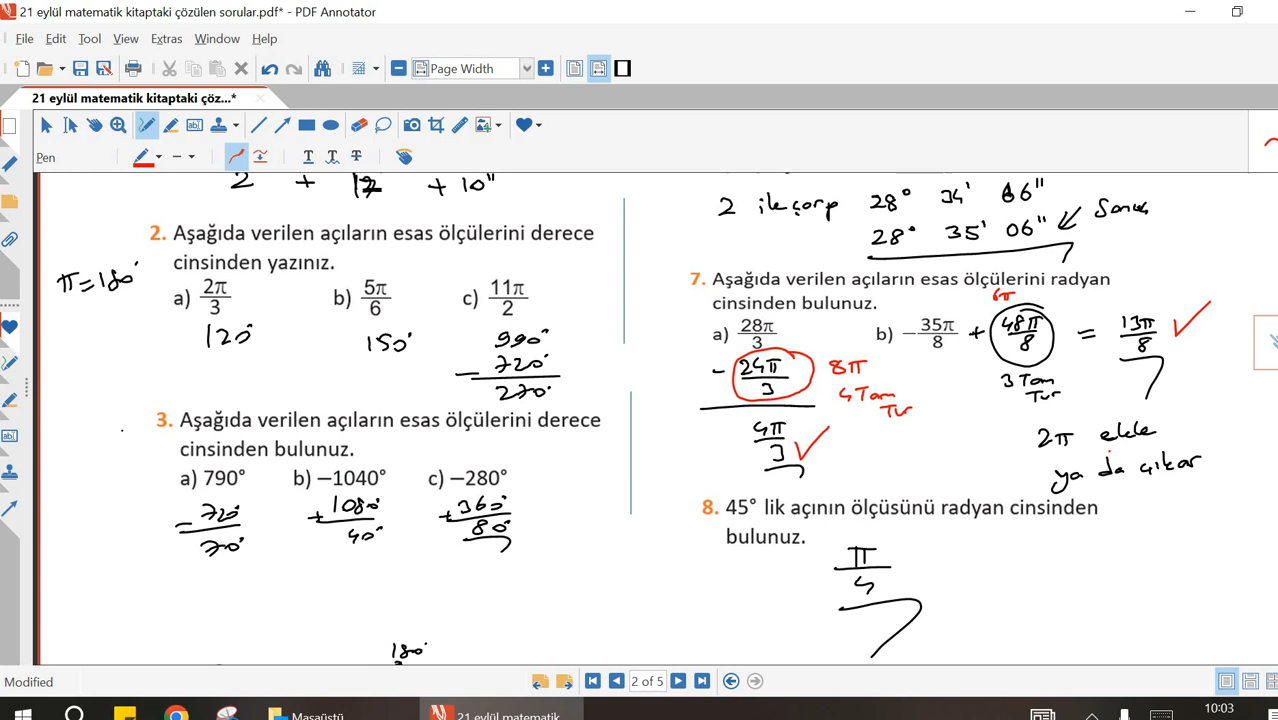 21 eylül matematik kitaptaki çözülen sorular.pdf* - PDF Annotator
File Edit Tool View Extras Window Help
Page Width
21 eylül matematik kitaptaki çöz...*
Pen
2 + 12 + 10"
2. Aşağıda verilen açıların esas ölçülerini derece
cinsinden yazınız.
π=180°
a) 2π/3 b) 5π/6 c) 11π/2
120° 150° 990°
− 720°
270°
3. Aşağıda verilen açıların esas ölçülerini derece
cinsinden bulunuz.
a) 790° b) −1040° c) −280°
− 720° + 1080° + 360°
70° 40° 80°
180°
2 ile çarp 28° 34' 66"
28° 35' 06" Sonuç
7. Aşağıda verilen açıların esas ölçülerini radyan
cinsinden bulunuz.
6π
a) 28π/3 b) −35π/8 + 48π/8 = 13π/8
− 24π/3 8π
4 Tam
Tur
3 Tam
Tur
4π/3
2π ekle
ya da çıkar
8. 45° lik açının ölçüsünü radyan cinsinden
bulunuz.
π/4
Modified 2 of 5
Masaüstü 21 eylül matematik 10:03